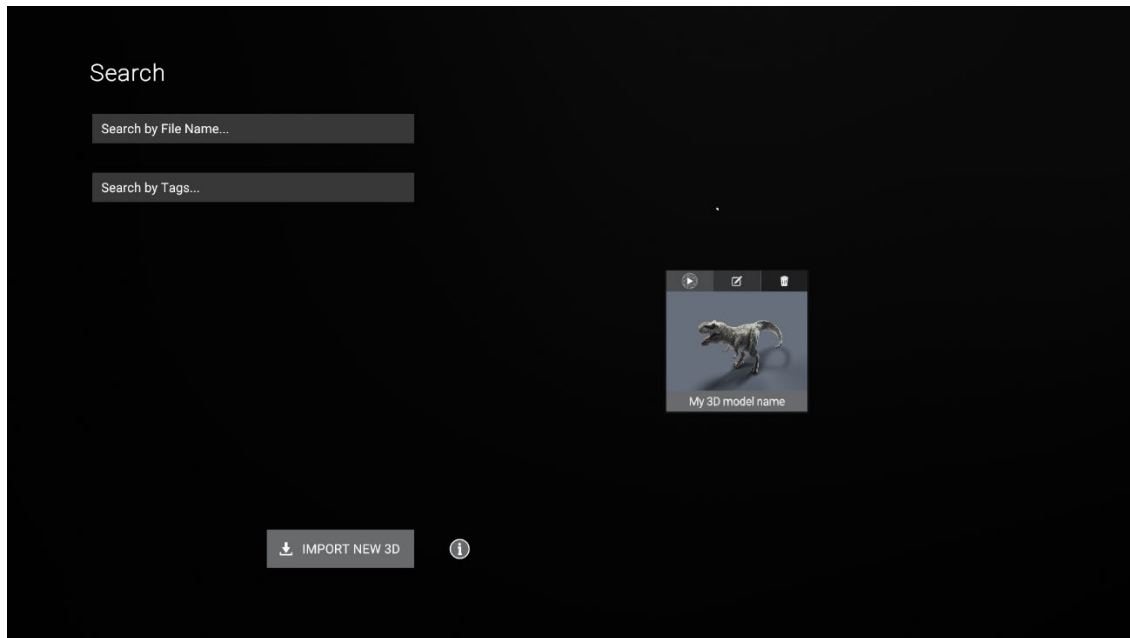 Search
Search by File Name...
Search by Tags...
My 3D model name
IMPORT NEW 3D